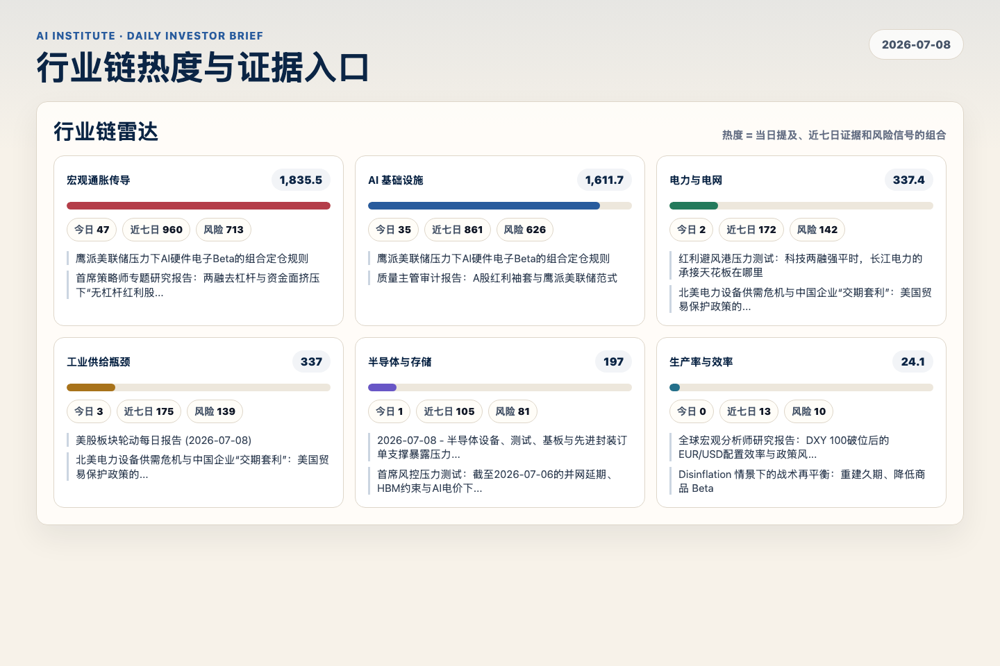 AI INSTITUTE · DAILY INVESTOR BRIEF
行业链热度与证据入口
2026-07-08
行业链雷达
热度 = 当日提及、近七日证据和风险信号的组合
宏观通胀传导
1,835.5
今日 47
近七日 960
风险 713
鹰派美联储压力下AI硬件电子Beta的组合定仓规则
首席策略师专题研究报告：两融去杠杆与资金面挤压
下“无杠杆红利股...
AI 基础设施
1,611.7
今日 35
近七日 861
风险 626
鹰派美联储压力下AI硬件电子Beta的组合定仓规则
质量主管审计报告：A股红利袖套与鹰派美联储范式
电力与电网
337.4
今日 2
近七日 172
风险 142
红利避风港压力测试：科技两融强平时，长江电力的
承接天花板在哪里
北美电力设备供需危机与中国企业“交期套利”：美国贸
易保护政策的...
工业供给瓶颈
337
今日 3
近七日 175
风险 139
美股板块轮动每日报告 (2026-07-08)
北美电力设备供需危机与中国企业“交期套利”：美国贸
易保护政策的...
半导体与存储
197
今日 1
近七日 105
风险 81
2026-07-08 - 半导体设备、测试、基板与先进封装订
单支撑暴露压力...
首席风控压力测试：截至2026-07-06的并网延期、
HBM约束与AI电价下...
生产率与效率
24.1
今日 0
近七日 13
风险 10
全球宏观分析师研究报告：DXY 100破位后的
EUR/USD配置效率与政策风...
Disinflation 情景下的战术再平衡：重建久期、降低商
品 Beta